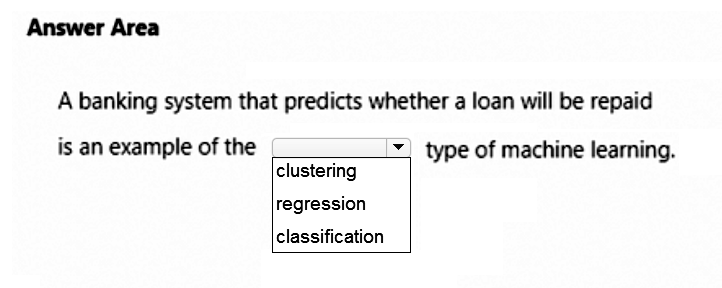 Answer Area
A banking system that predicts whether a loan will be repaid
is an example of the type of machine learning.
clustering
regression
classification